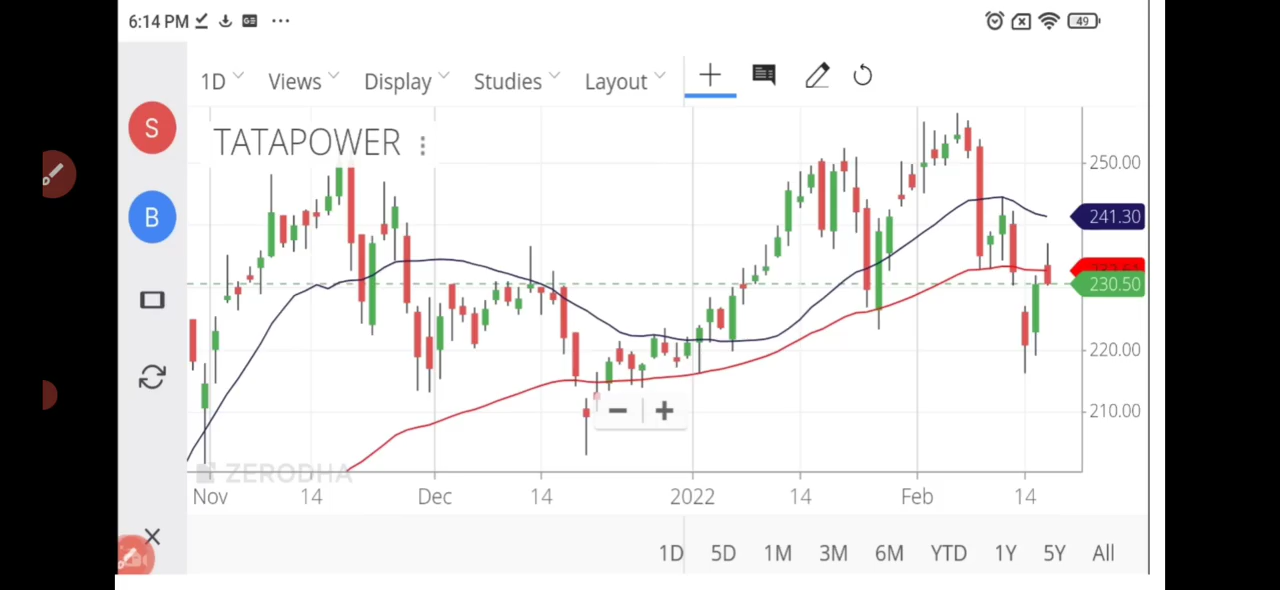 6:14 PM
49
1D Views Display Studies Layout
S
TATAPOWER
B
250.00
241.30
230.50
220.00
210.00
ZERODHA
Nov 14 Dec 14 2022 14 Feb 14
1D 5D 1M 3M 6M YTD 1Y 5Y All